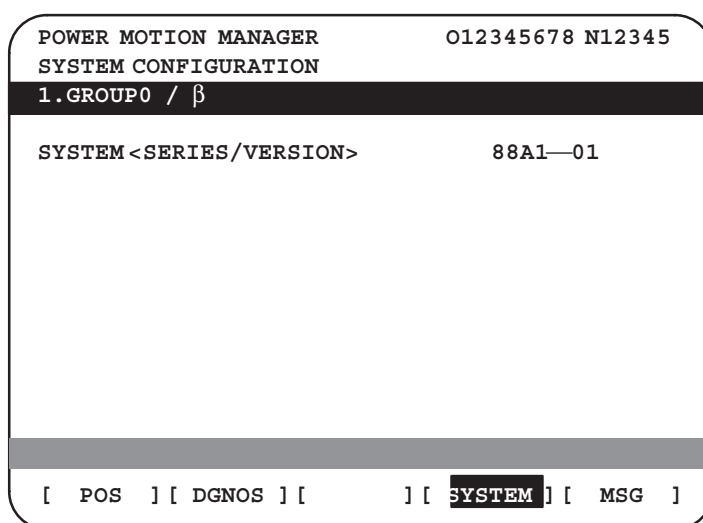 POWER MOTION MANAGER O12345678 N12345
SYSTEM CONFIGURATION
1.GROUP0 / β
SYSTEM<SERIES/VERSION> 88A1—01
[ POS ][ DGNOS ][ ][ SYSTEM ][ MSG ]